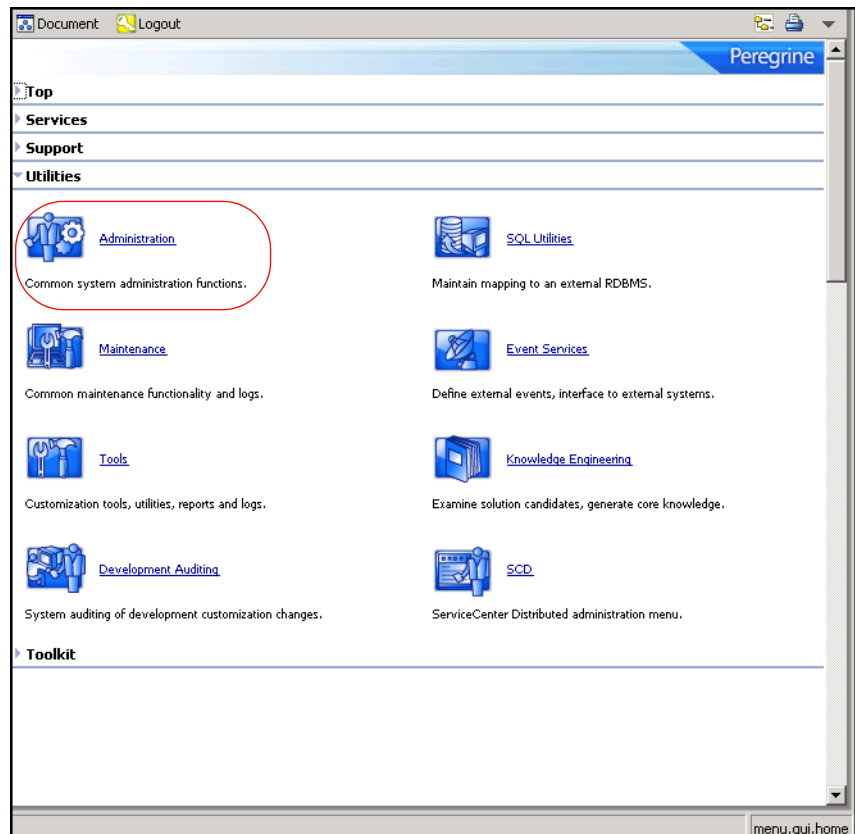 Document Logout
Peregrine
Top
Services
Support
Utilities
Administration SQL Utilities
Common system administration functions. Maintain mapping to an external RDBMS.
Maintenance Event Services
Common maintenance functionality and logs. Define external events, interface to external systems.
Tools Knowledge Engineering
Customization tools, utilities, reports and logs. Examine solution candidates, generate core knowledge.
Development Auditing SCD
System auditing of development customization changes. ServiceCenter Distributed administration menu.
Toolkit
menu.gui.home